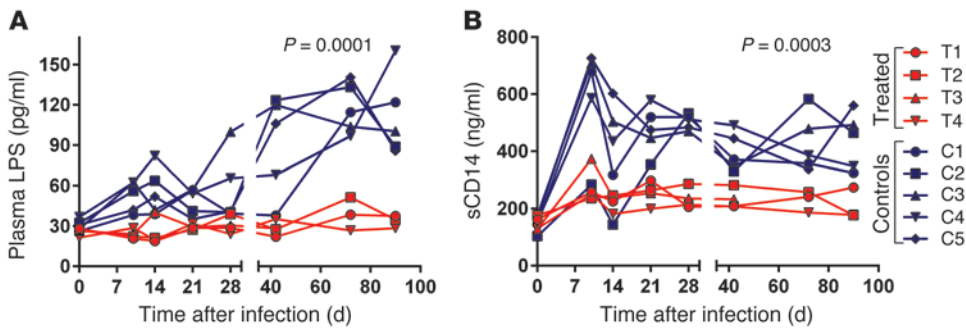 A
P = 0.0001
Plasma LPS (pg/ml)
150
120
90
60
30
0
0 7 14 21 28 40 60 80 100
Time after infection (d)
B
P = 0.0003
sCD14 (ng/ml)
800
600
400
200
0
0 7 14 21 28 40 60 80 100
Time after infection (d)
Treated
T1
T2
T3
T4
Controls
C1
C2
C3
C4
C5